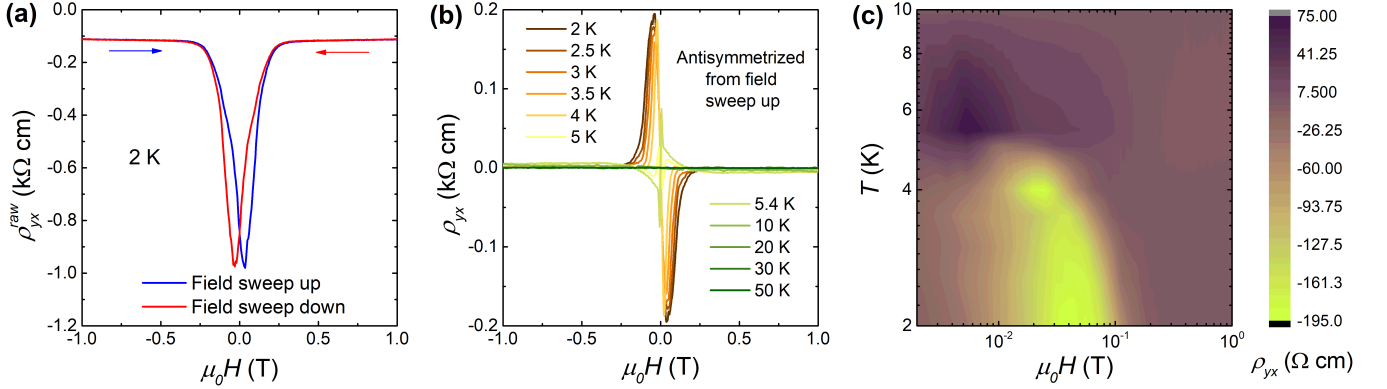 (a)
0.0
-0.2
-0.4
-0.6
-0.8
-1.0
-1.2
ρyx^raw (kΩ cm)
2 K
Field sweep up
Field sweep down
-1.0
-0.5
0.0
0.5
1.0
μ0H (T)
(b)
0.2
0.1
0.0
-0.1
-0.2
ρyx (kΩ cm)
2 K
2.5 K
3 K
3.5 K
4 K
5 K
Antisymmetrized
from field
sweep up
5.4 K
10 K
20 K
30 K
50 K
-1.0
-0.5
0.0
0.5
1.0
μ0H (T)
(c)
10
8
6
4
2
T (K)
10^-2
10^-1
10^0
μ0H (T)
75.00
41.25
7.500
-26.25
-60.00
-93.75
-127.5
-161.3
-195.0
ρyx (Ω cm)